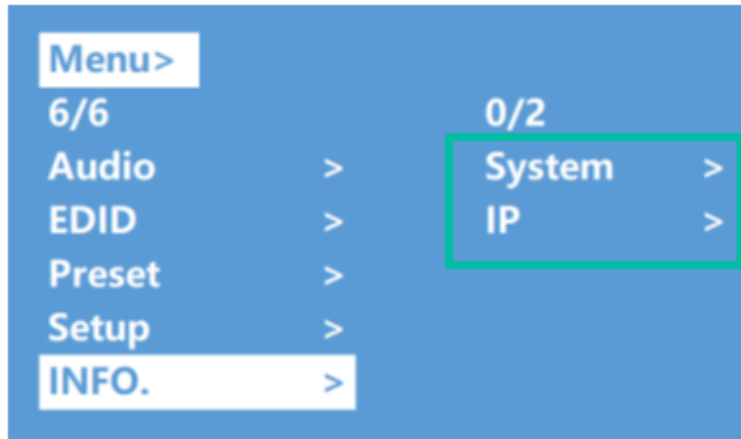 Menu>
6/6
Audio >
EDID >
Preset >
Setup >
INFO. >
0/2
System >
IP >